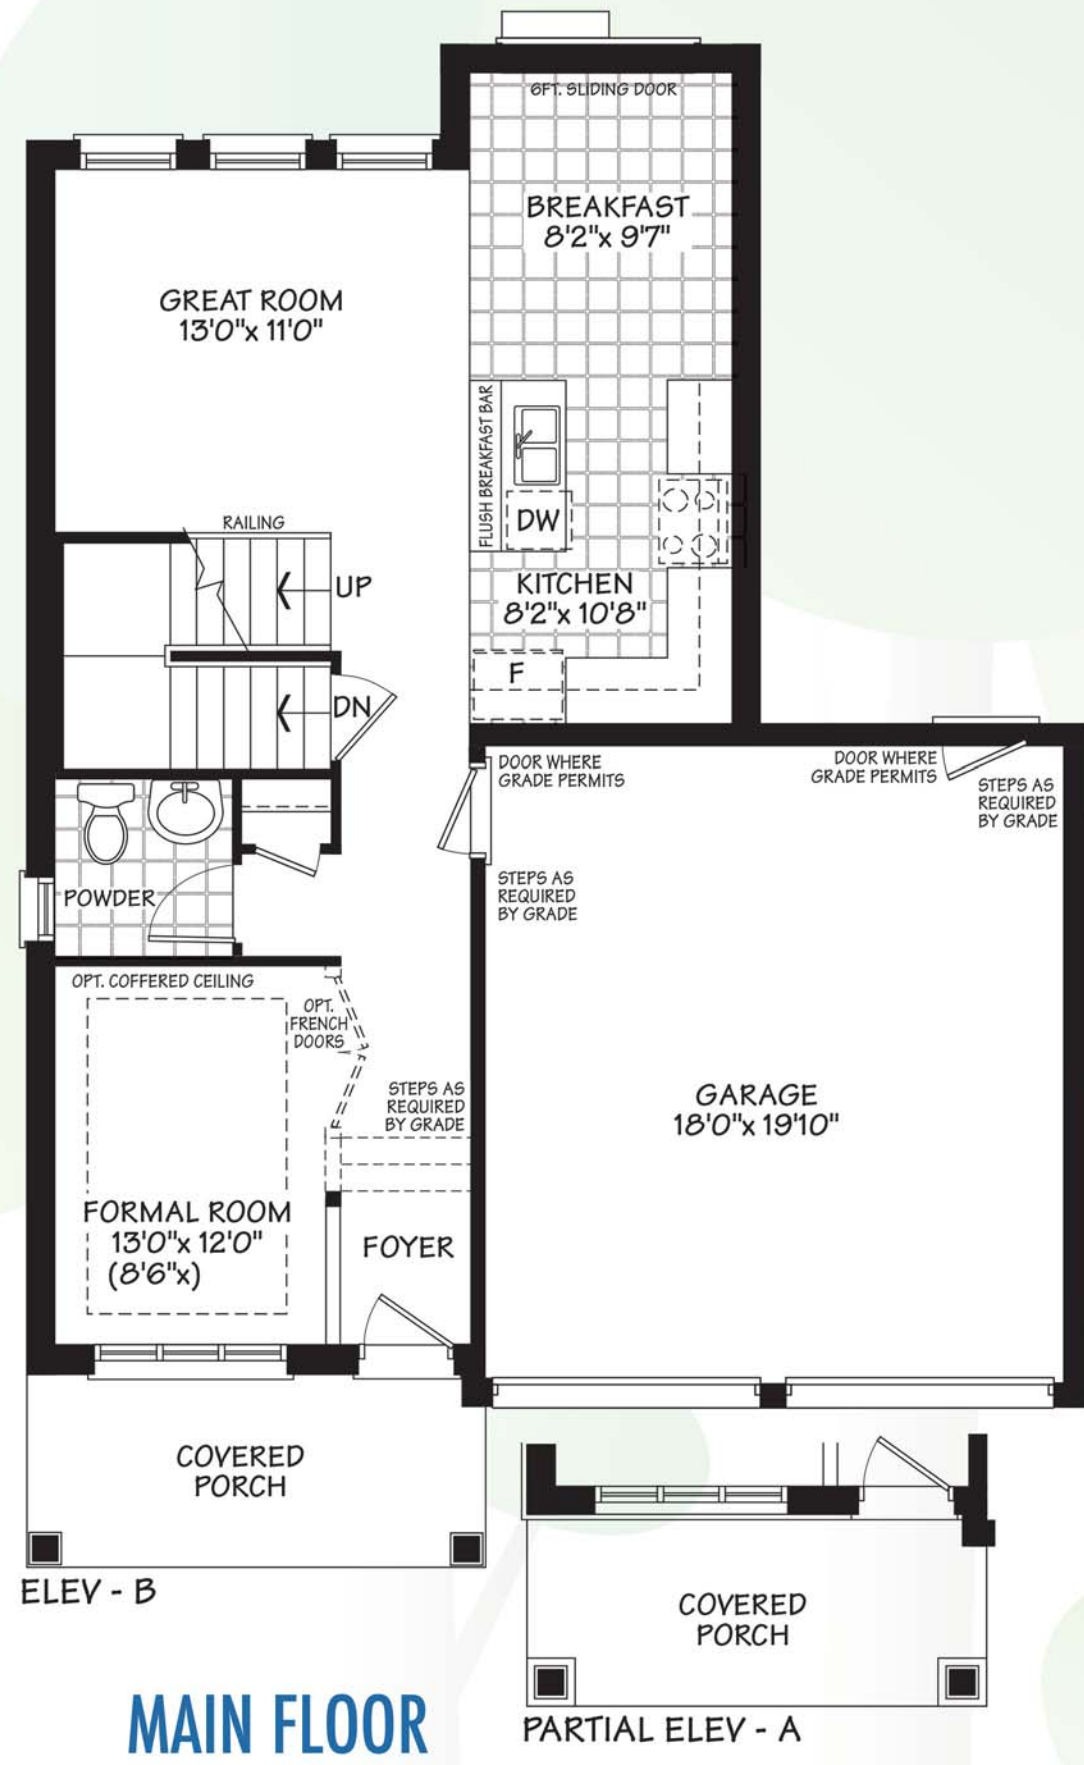 6FT. SLIDING DOOR
BREAKFAST
8'2"x 9'7"
GREAT ROOM
13'0"x 11'0"
FLUSH BREAKFAST BAR
DW
RAILING
UP
KITCHEN
8'2"x 10'8"
F
DN
DOOR WHERE
GRADE PERMITS
DOOR WHERE
GRADE PERMITS
STEPS AS
REQUIRED
BY GRADE
STEPS AS
REQUIRED
BY GRADE
POWDER
OPT. COFFERED CEILING
OPT.
FRENCH
DOORS
STEPS AS
REQUIRED
BY GRADE
GARAGE
18'0"x 19'10"
FORMAL ROOM
13'0"x 12'0"
(8'6"x)
FOYER
COVERED
PORCH
ELEV - B
COVERED
PORCH
PARTIAL ELEV - A
MAIN FLOOR